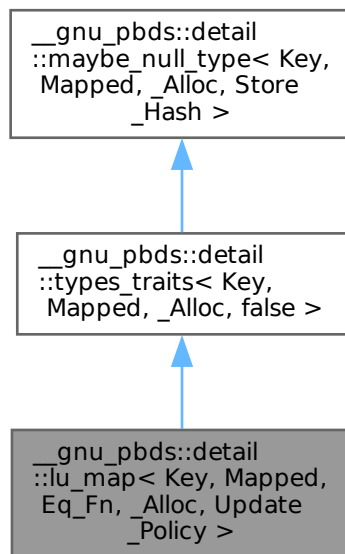 __gnu_pbds::detail
::maybe_null_type< Key,
Mapped, _Alloc, Store
_Hash >
__gnu_pbds::detail
::types_traits< Key,
Mapped, _Alloc, false >
__gnu_pbds::detail
::lu_map< Key, Mapped,
Eq_Fn, _Alloc, Update
_Policy >